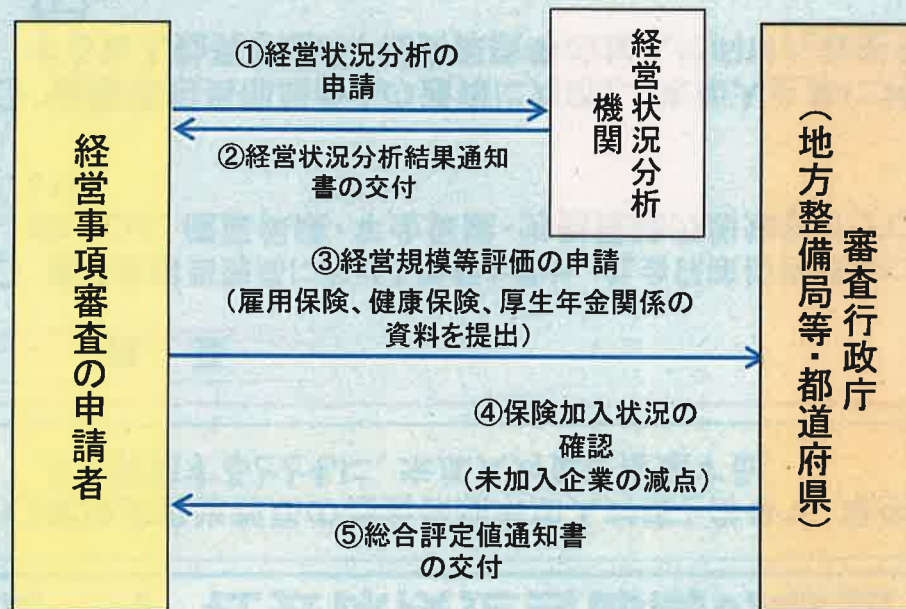 経営事項審査の申請者
①経営状況分析の
申請
②経営状況分析結果通知
書の交付
経営状況分析
機関
③経営規模等評価の申請
(雇用保険、健康保険、厚生年金関係の
資料を提出)
④保険加入状況の
確認
(未加入企業の減点)
⑤総合評定値通知書
の交付
審査行政庁
(地方整備局等・都道府県)